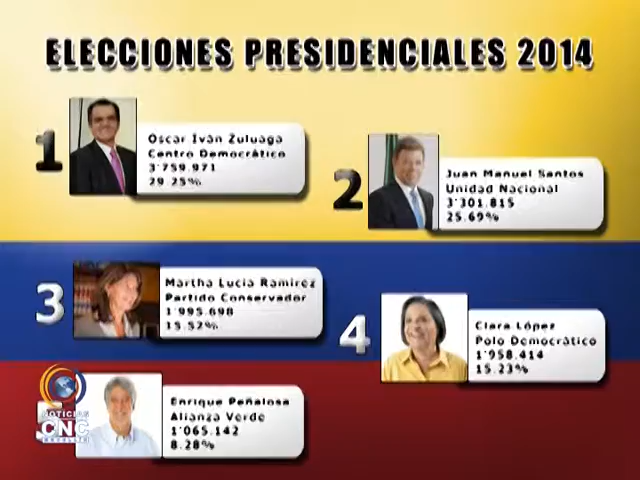 ELECCIONES PRESIDENCIALES 2014
1
Oscar Iván Zuluaga
Centro Democrático
3'759.971
29.25%
2
Juan Manuel Santos
Unidad Nacional
3'301.815
25.69%
3
Martha Lucía Ramírez
Partido Conservador
1'995.698
15.52%
4
Clara López
Polo Democrático
1'958.414
15.23%
5
Enrique Peñalosa
Alianza Verde
1'065.142
8.28%
NOTICIAS
CNC